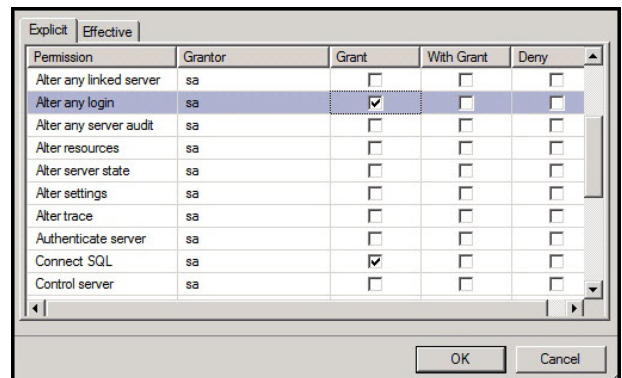 Explicit Effective
Permission Grantor Grant With Grant Deny
Alter any linked server sa
Alter any login sa
Alter any server audit sa
Alter resources sa
Alter server state sa
Alter settings sa
Alter trace sa
Authenticate server sa
Connect SQL sa
Control server sa
OK Cancel